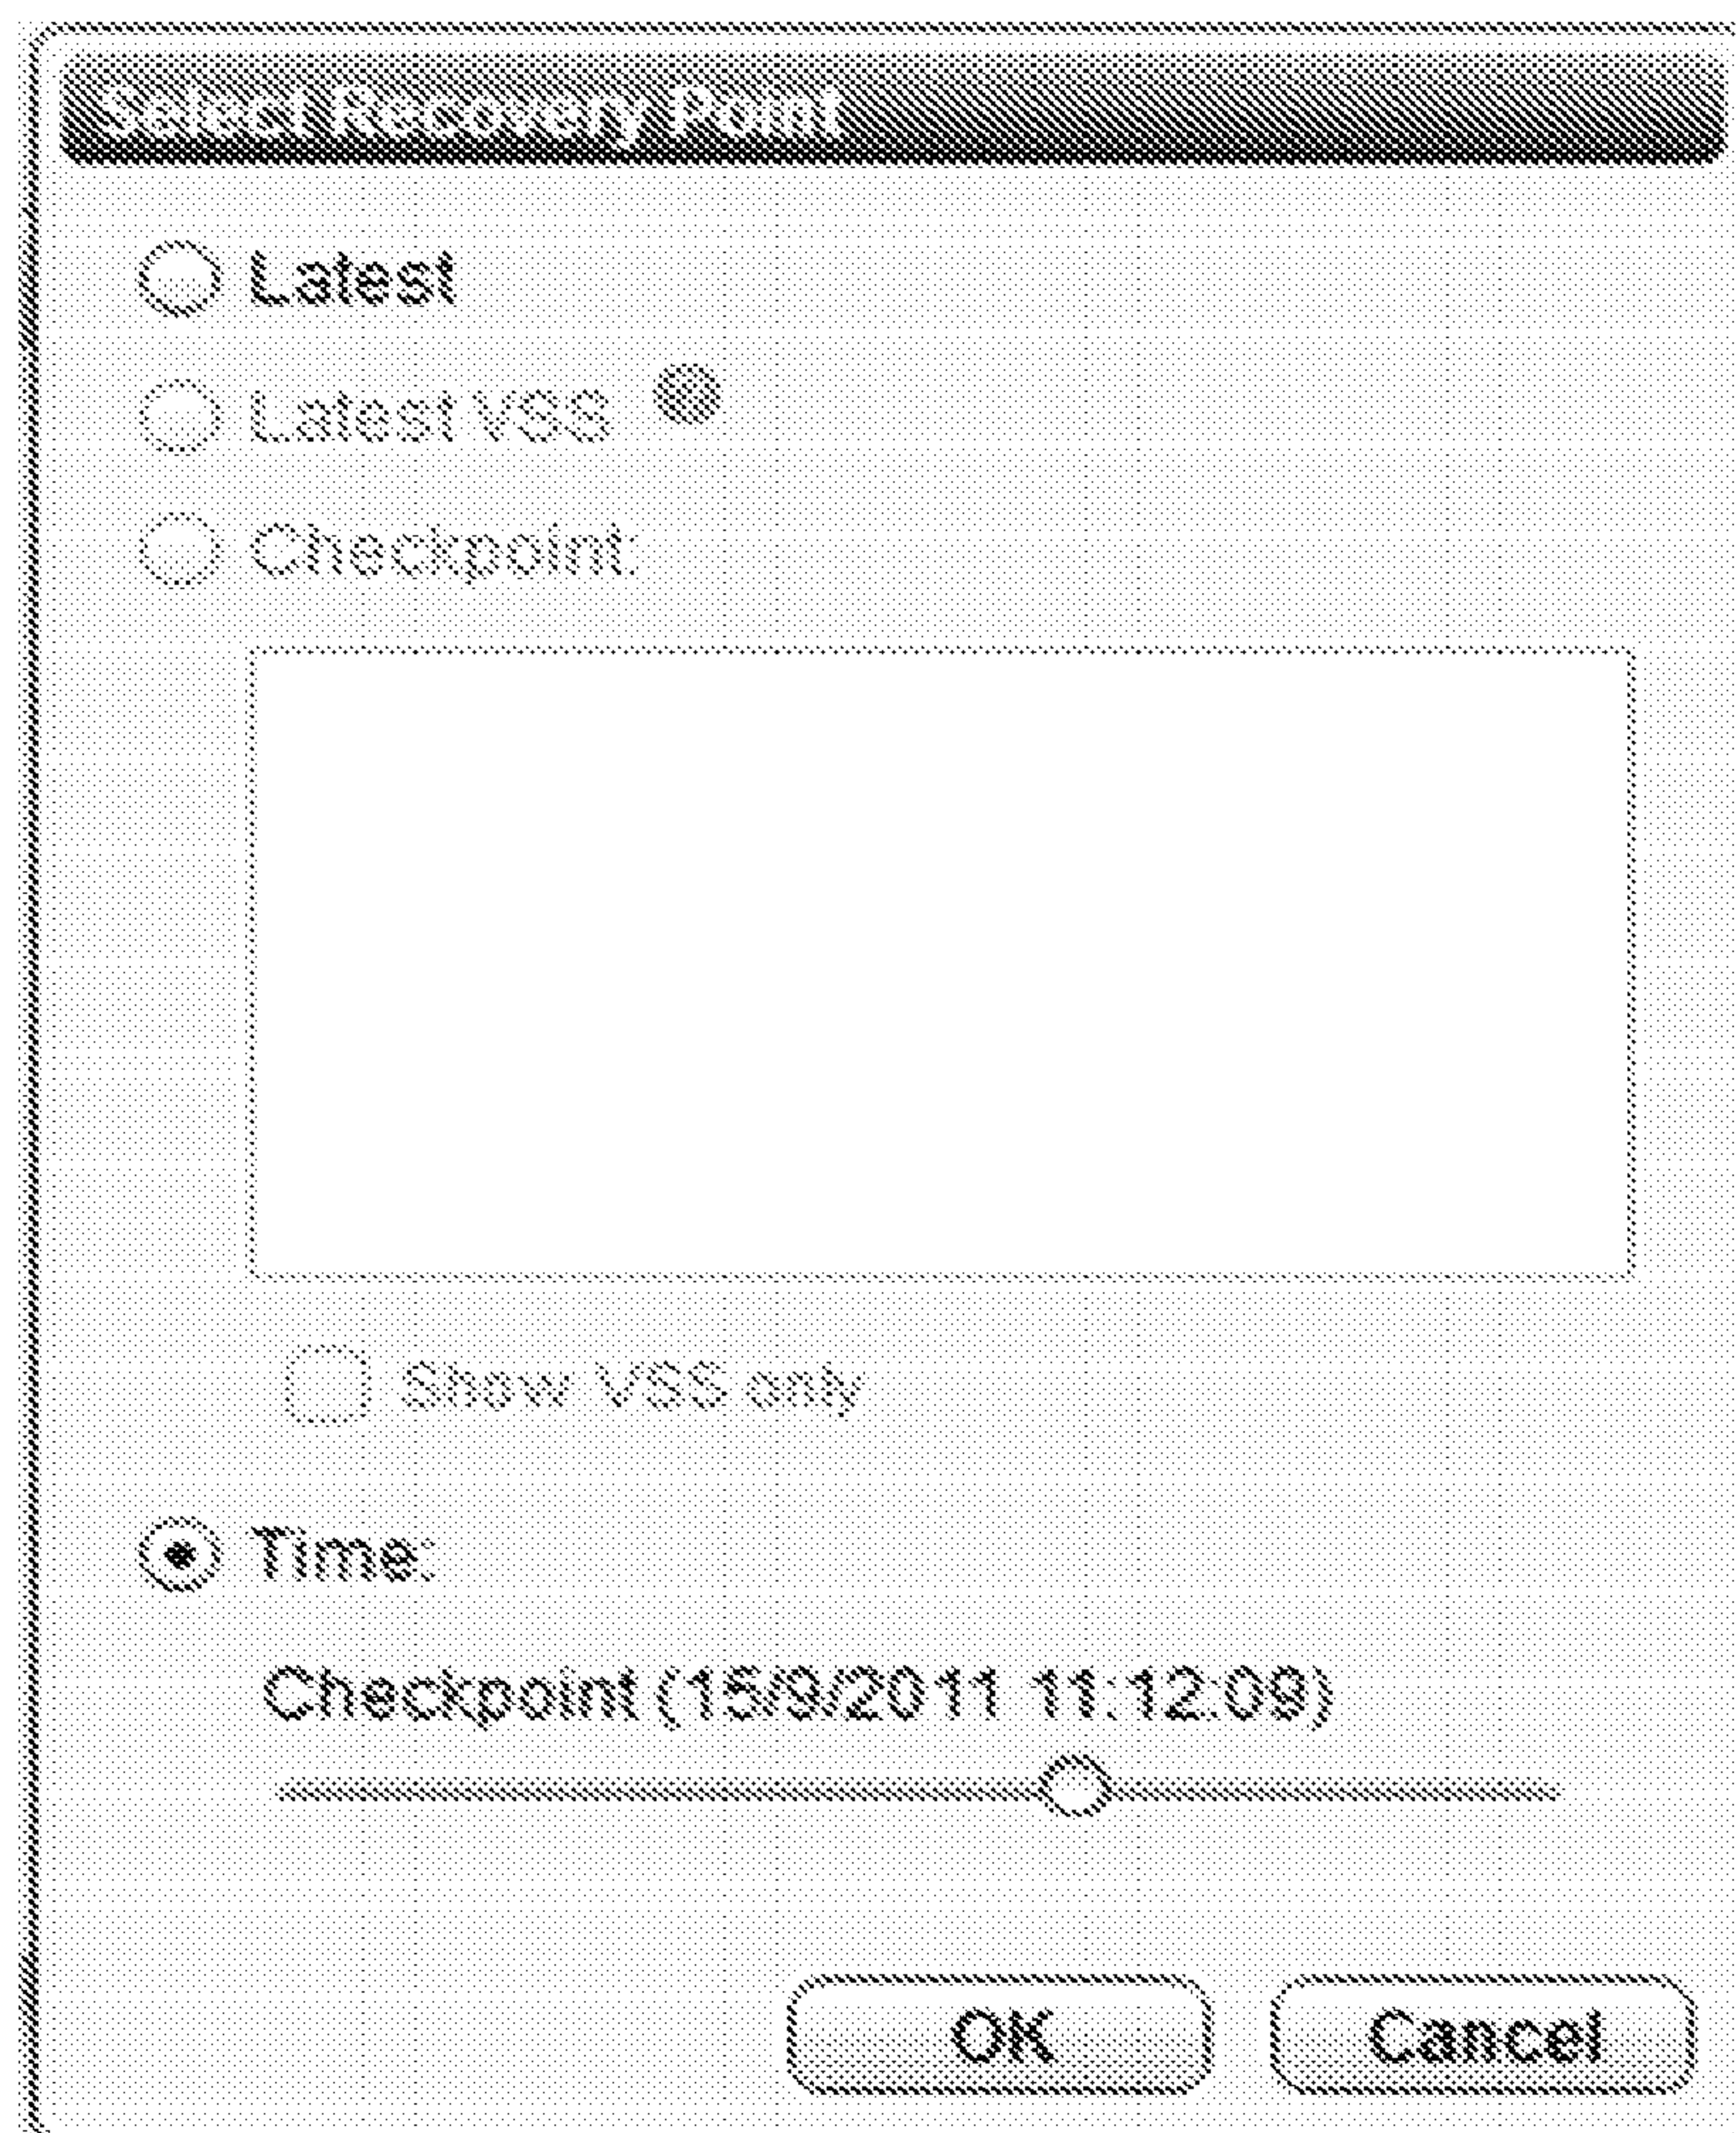 Select Recovery Point
Latest
Latest VSS
Checkpoint:
Show VSS only
Time:
Checkpoint (15/9/2011 11:12:09)
OK
Cancel